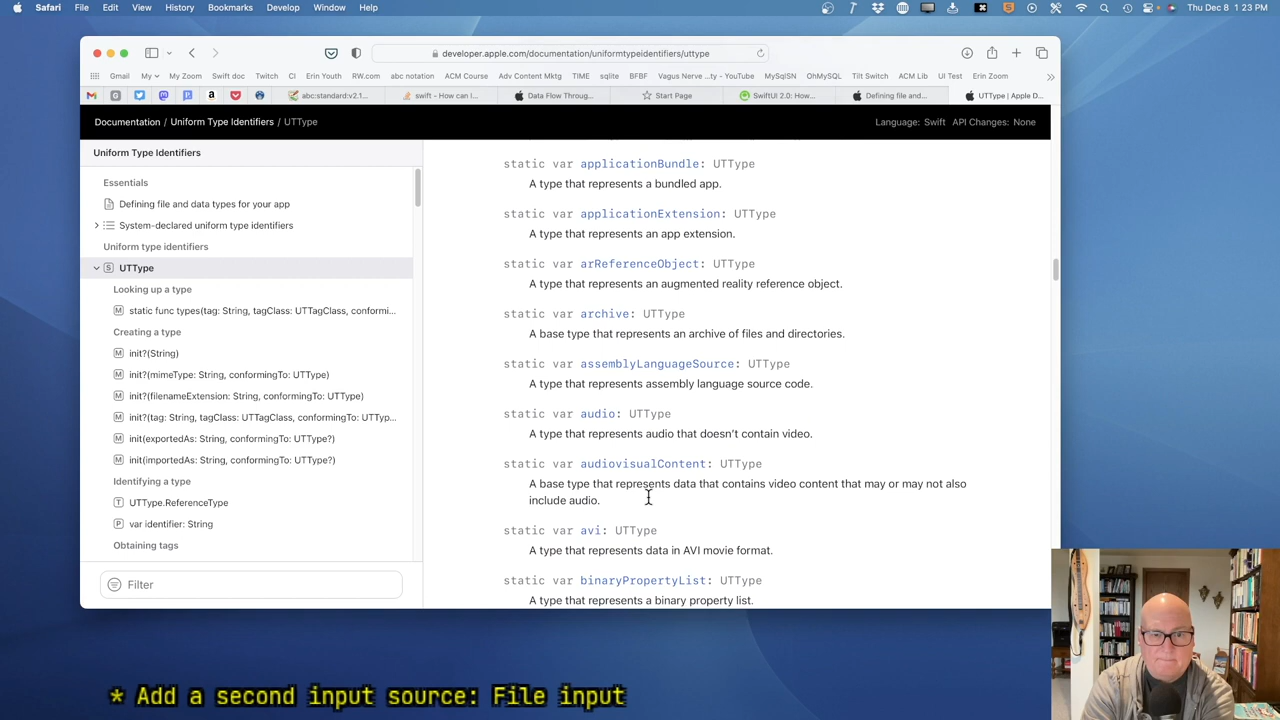 Safari File Edit View History Bookmarks Develop Window Help
Thu Dec 8 1:23 PM
developer.apple.com/documentation/uniformtypeidentifiers/uttype
Gmail My My Zoom Swift doc Twitch CI Erin Youth RW.com abc notation ACM Course Adv Content Mktg TIME sqlite BFBF Vagus Nerve ...ty - YouTube MySqlSN OhMySQL Tilt Switch ACM Lib UI Test Erin Zoom
abc:standard:v2.1... swift - How can I... Data Flow Throug... Start Page SwiftUI 2.0: How... Defining file and... UTType | Apple D...
Documentation / Uniform Type Identifiers / UTType
Language: Swift API Changes: None
Uniform Type Identifiers
Essentials
Defining file and data types for your app
System-declared uniform type identifiers
Uniform type identifiers
UTType
Looking up a type
static func types(tag: String, tagClass: UTTagClass, conformi...
Creating a type
init?(String)
init?(mimeType: String, conformingTo: UTType)
init?(filenameExtension: String, conformingTo: UTType)
init?(tag: String, tagClass: UTTagClass, conformingTo: UTTyp...
init(exportedAs: String, conformingTo: UTType?)
init(importedAs: String, conformingTo: UTType?)
Identifying a type
UTType.ReferenceType
var identifier: String
Obtaining tags
Filter
static var applicationBundle: UTType
A type that represents a bundled app.
static var applicationExtension: UTType
A type that represents an app extension.
static var arReferenceObject: UTType
A type that represents an augmented reality reference object.
static var archive: UTType
A base type that represents an archive of files and directories.
static var assemblyLanguageSource: UTType
A type that represents assembly language source code.
static var audio: UTType
A type that represents audio that doesn't contain video.
static var audiovisualContent: UTType
A base type that represents data that contains video content that may or may not also
include audio.
static var avi: UTType
A type that represents data in AVI movie format.
static var binaryPropertyList: UTType
A type that represents a binary property list.
* Add a second input source: File input